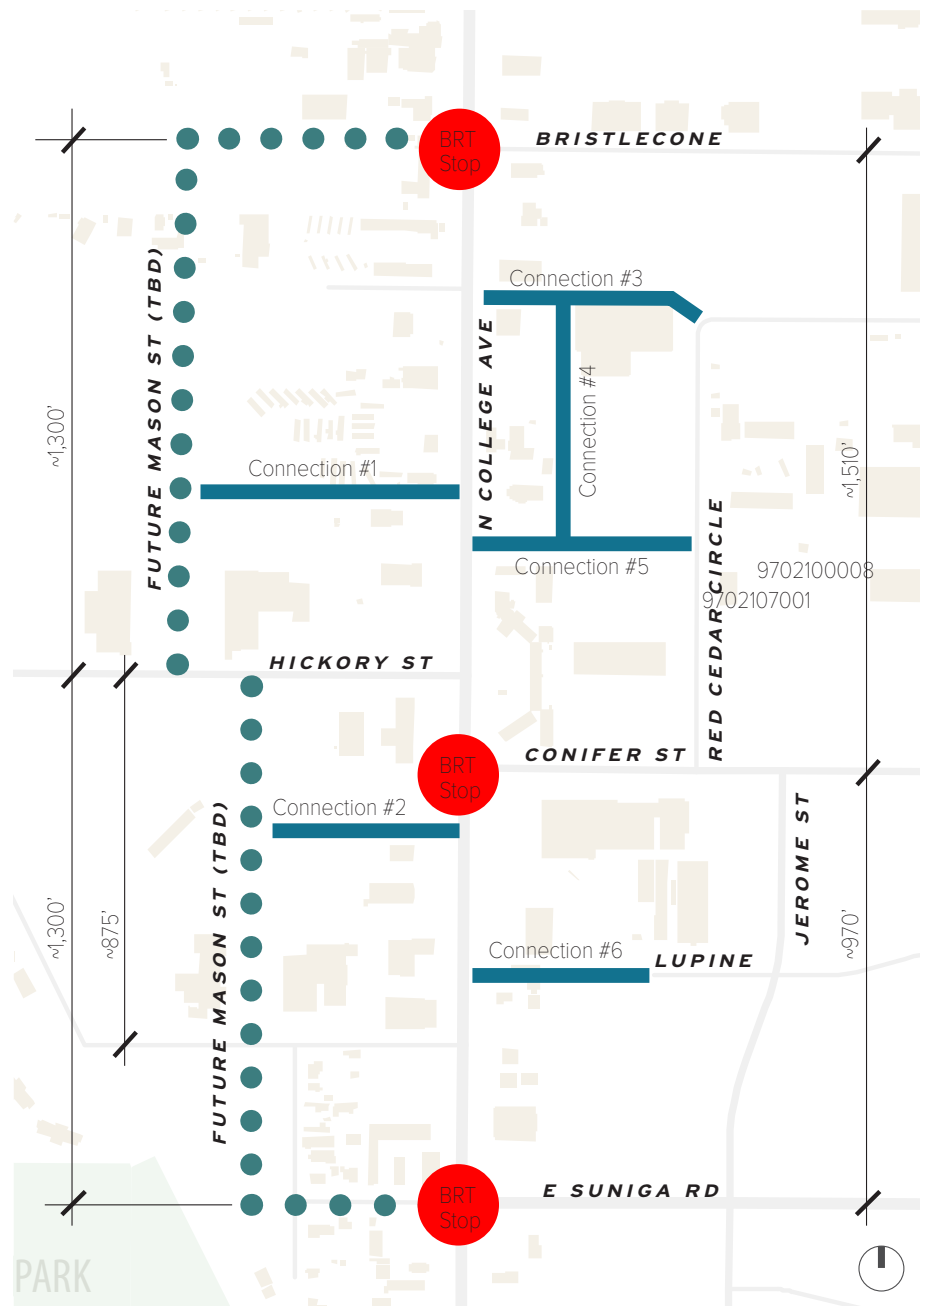 BRT
Stop
BRISTLECONE
Connection #3
FUTURE MASON ST (TBD)
N COLLEGE AVE
Connection #4
~1,300’
~1,510’
Connection #1
Connection #5
9702100008
9702107001
RED CEDAR CIRCLE
HICKORY ST
CONIFER ST
BRT
Stop
Connection #2
JEROME ST
FUTURE MASON ST (TBD)
~1,300’
~875’
~970’
Connection #6
LUPINE
E SUNIGA RD
BRT
Stop
PARK